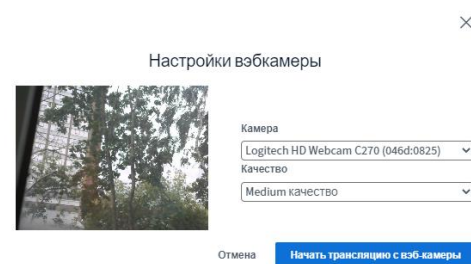 Настройки вэбкамеры
Камера
Logitech HD Webcam C270 (046d:0825)
Качество
Medium качество
Отмена
Начать трансляцию с вэб-камеры